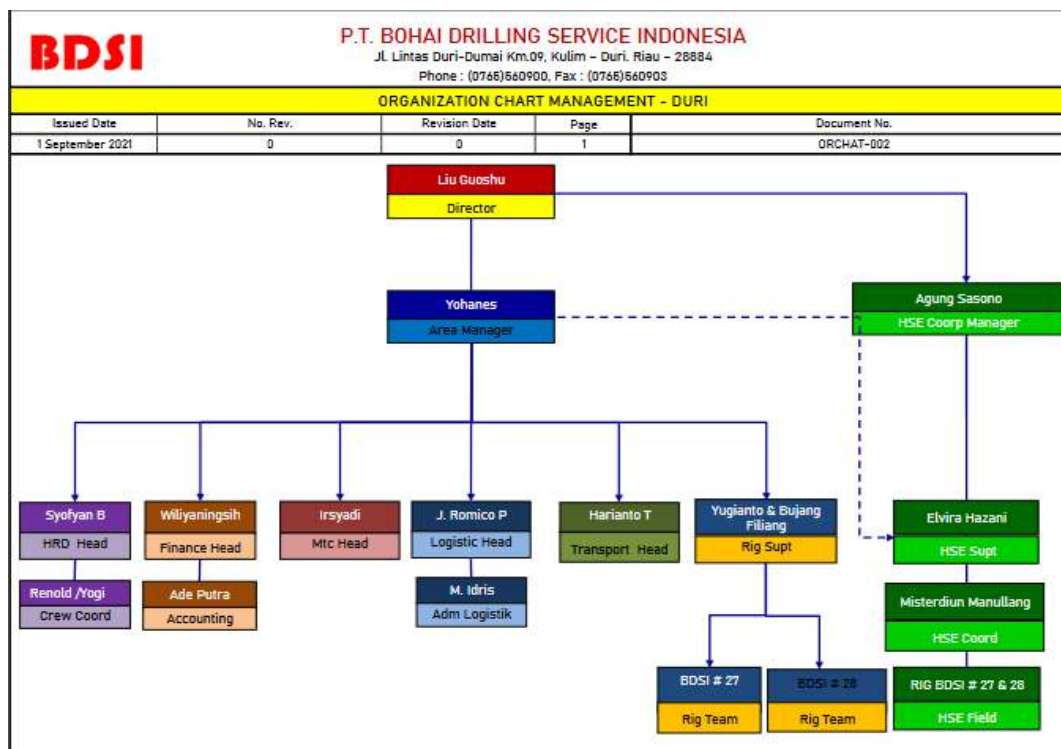 BDSI
P.T. BOHAI DRILLING SERVICE INDONESIA
Jl. Lintas Duri-Dumai Km.09, Kulim – Duri. Riau – 28884
Phone : (0765)560900, Fax : (0765)560903
ORGANIZATION CHART MANAGEMENT - DURI
Issued Date No. Rev. Revision Date Page Document No.
1 September 2021 0 0 1 ORCHAT-002
Liu Guoshu
Director
Yohanes
Area Manager
Agung Sasono
HSE Coorp Manager
Syofyan B
HRD Head
Wiliyaningsih
Finance Head
Irsyadi
Mtc Head
J. Romico P
Logistic Head
Harianto T
Transport Head
Yugianto & Bujang
Filiang
Rig Supt
Elvira Hazani
HSE Supt
Renold /Yogi
Crew Coord
Ade Putra
Accounting
M. Idris
Adm Logistik
Misterdiun Manullang
HSE Coord
BDSI # 27
Rig Team
BDSI # 28
Rig Team
RIG BDSI # 27 & 28
HSE Field